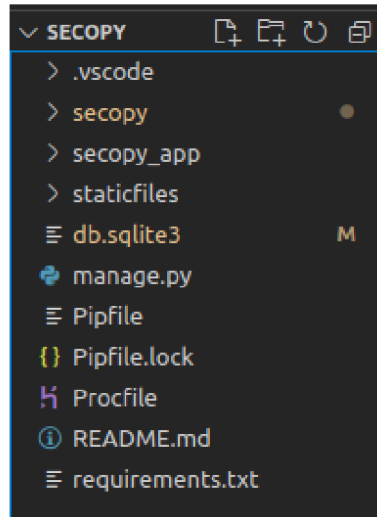 SECOPY
.vscode
secopy
secopy_app
staticfiles
db.sqlite3 M
manage.py
Pipfile
{} Pipfile.lock
Procfile
README.md
requirements.txt